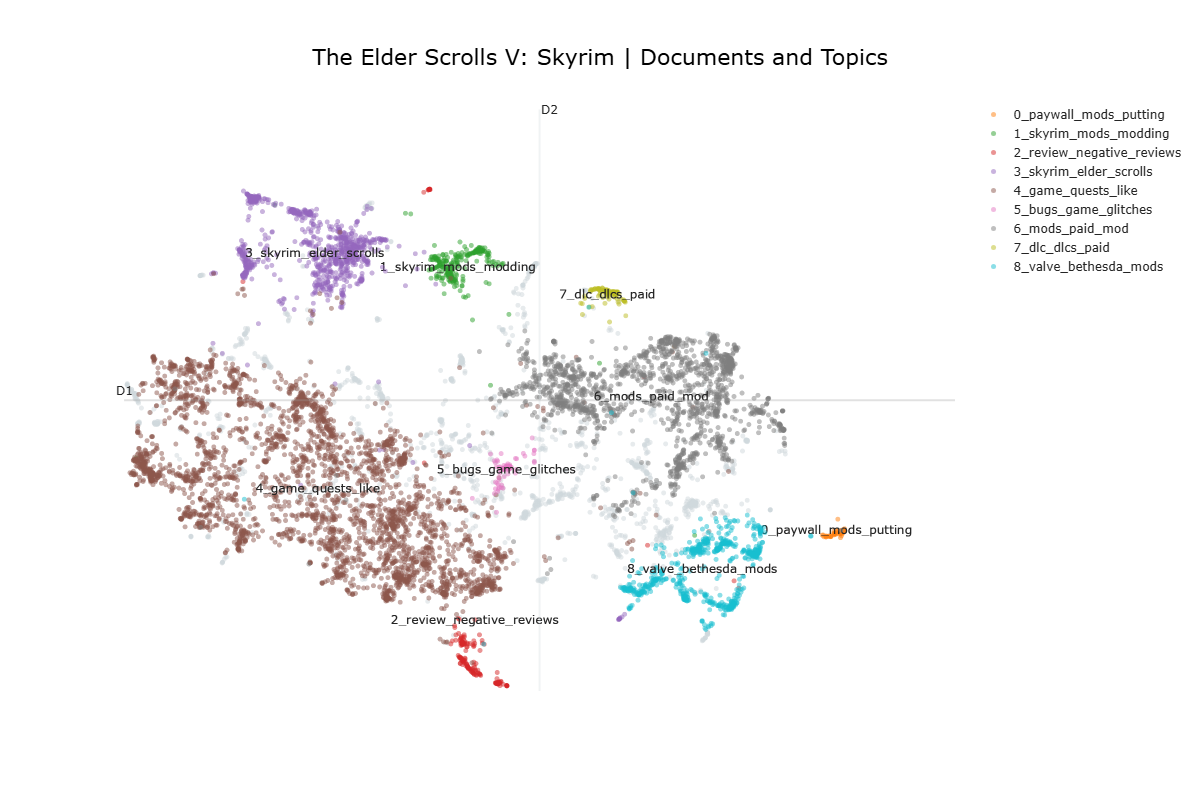 The Elder Scrolls V: Skyrim | Documents and Topics
D2
0_paywall_mods_putting
1_skyrim_mods_modding
2_review_negative_reviews
3_skyrim_elder_scrolls
4_game_quests_like
5_bugs_game_glitches
6_mods_paid_mod
7_dlc_dlcs_paid
8_valve_bethesda_mods
3_skyrim_elder_scrolls
1_skyrim_mods_modding
7_dlc_dlcs_paid
D1
6_mods_paid_mod
5_bugs_game_glitches
4_game_quests_like
0_paywall_mods_putting
8_valve_bethesda_mods
2_review_negative_reviews